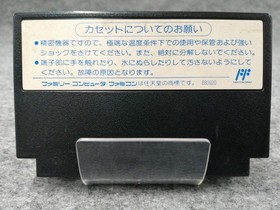 カセットについてのお願い
●精密機器ですので、極端な温度条件下での使用や保管および強い
ショックをさけてください。また、絶対に分解しないでください。
●端子部に手を触れたり、水にぬらしたりして汚さないようにして
ください。故障の原因となります。
ファミリーコンピュータ ファミコンは任天堂の商標です。